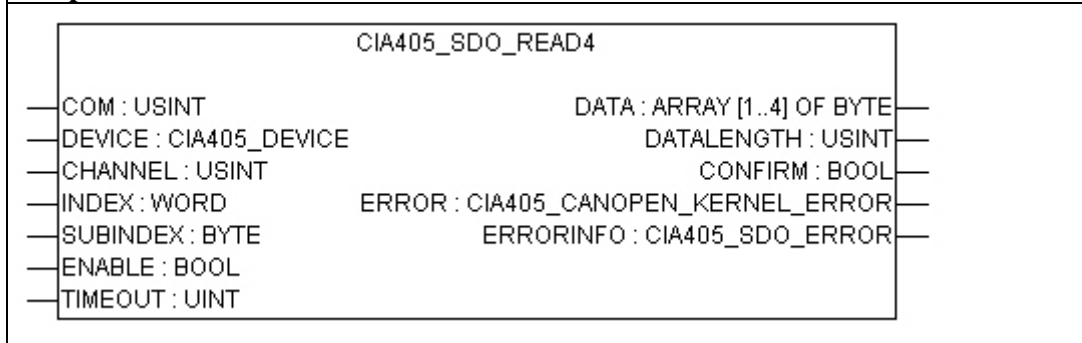 CIA405_SDO_READ4
COM : USINT DATA : ARRAY [1..4] OF BYTE
DEVICE : CIA405_DEVICE DATALENGTH : USINT
CHANNEL : USINT CONFIRM : BOOL
INDEX : WORD ERROR : CIA405_CANOPEN_KERNEL_ERROR
SUBINDEX : BYTE ERRORINFO : CIA405_SDO_ERROR
ENABLE : BOOL
TIMEOUT : UINT